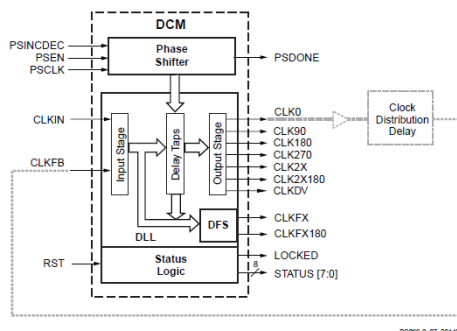 DCM
PSINCDEC
PSEN
PSCLK
Phase
Shifter
PSDONE
CLKIN
CLKFB
Input Stage
Delay Taps
Output Stage
CLK0
CLK90
CLK180
CLK270
CLK2X
CLK2X180
CLKDV
Clock
Distribution
Delay
DFS
CLKFX
CLKFX180
DLL
RST
Status
Logic
LOCKED
8
STATUS [7:0]